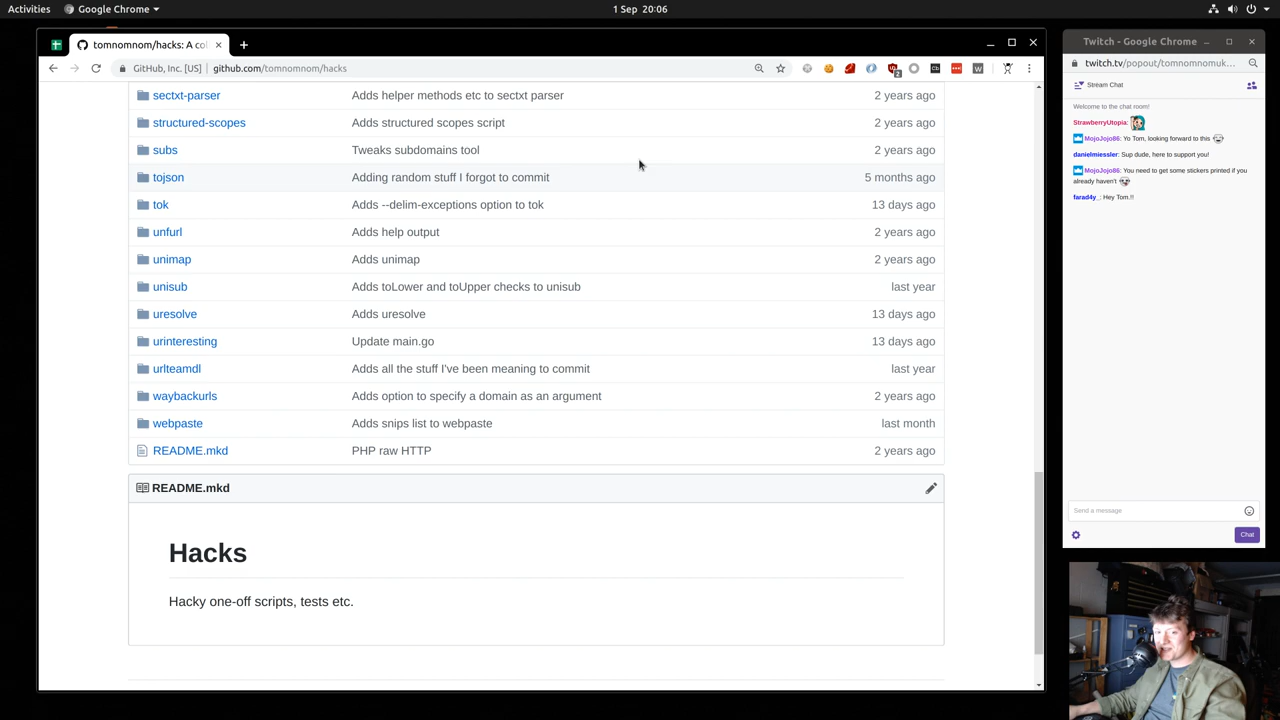 Activities
Google Chrome
1 Sep 20:06
tomnomnom/hacks: A col
GitHub, Inc. [US]
github.com/tomnomnom/hacks
sectxt-parser Adds helper methods etc to sectxt parser 2 years ago
structured-scopes Adds structured scopes script 2 years ago
subs Tweaks subdomains tool 2 years ago
tojson Adding random stuff I forgot to commit 5 months ago
tok Adds --delim-exceptions option to tok 13 days ago
unfurl Adds help output 2 years ago
unimap Adds unimap 2 years ago
unisub Adds toLower and toUpper checks to unisub last year
uresolve Adds uresolve 13 days ago
urinteresting Update main.go 13 days ago
urlteamdl Adds all the stuff I've been meaning to commit last year
waybackurls Adds option to specify a domain as an argument 2 years ago
webpaste Adds snips list to webpaste last month
README.mkd PHP raw HTTP 2 years ago
README.mkd
Hacks
Hacky one-off scripts, tests etc.
Twitch - Google Chrome
twitch.tv/popout/tomnomnomuk...
Stream Chat
Welcome to the chat room!
StrawberryUtopia:
MojoJojo86: Yo Tom, looking forward to this
danielmiessler: Sup dude, here to support you!
MojoJojo86: You need to get some stickers printed if you
already haven't
farad4y_: Hey Tom.!!
Send a message
Chat